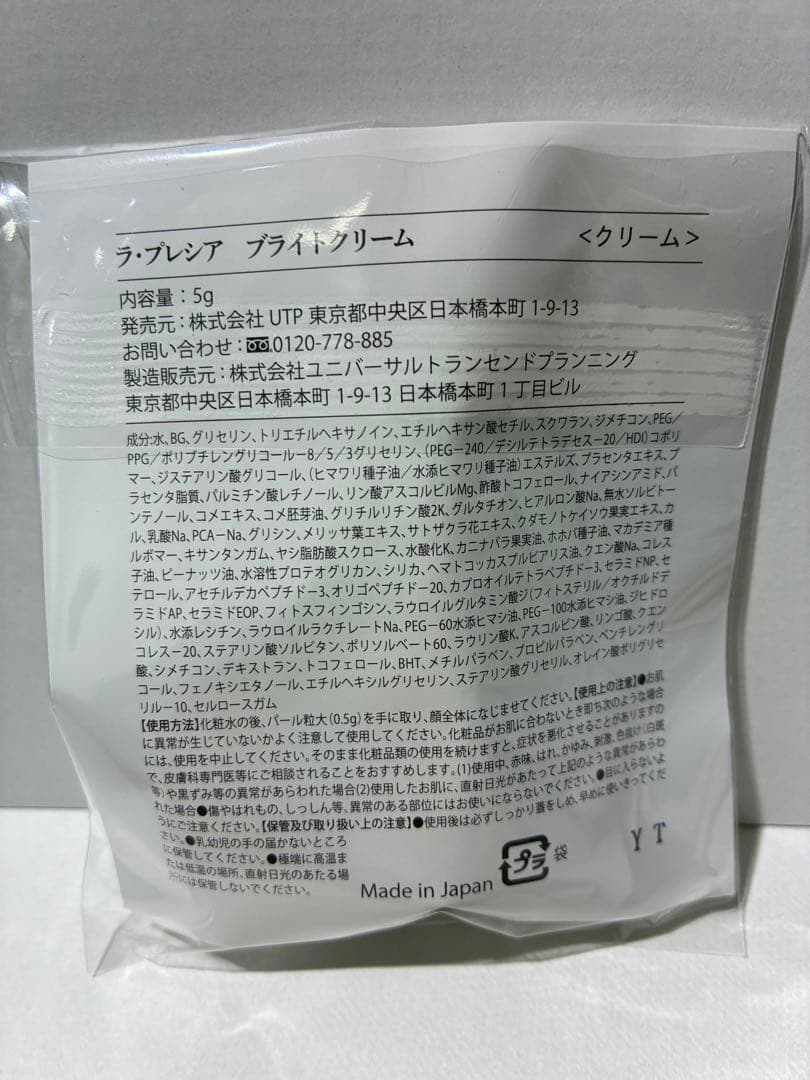 ラ・プレシア　ブライトクリーム　<クリーム>
内容量：5g
発売元：株式会社 UTP 東京都中央区日本橋本町 1-9-13
お問い合わせ：0120-778-885
製造販売元：株式会社ユニバーサルトランセンドプランニング
東京都中央区日本橋本町 1-9-13 日本橋本町 1 丁目ビル
成分:水、BG、グリセリン、トリエチルヘキサノイン、エチルヘキサン酸セチル、スクワラン、ジメチコン、PEG／
PPG／ポリブチレングリコール－8／5／3グリセリン、（PEG－240／デシルテトラデセス－20／HDI）コポリ
マー、ジステアリン酸グリコール、（ヒマワリ種子油／水添ヒマワリ種子油）エステルズ、プラセンタエキス、プ
ラセンタ脂質、パルミチン酸レチノール、リン酸アスコルビルMg、酢酸トコフェロール、ナイアシンアミド、パ
ンテノール、コメエキス、コメ胚芽油、グリチルリチン酸2K、グルタチオン、ヒアルロン酸Na、無水ソルビトー
ル、乳酸Na、PCA－Na、グリシン、メリッサ葉エキス、サトザクラ花エキス、クダモノトケイソウ果実エキス、カ
ルボマー、キサンタンガム、ヤシ脂肪酸スクロース、水酸化K、カニナバラ果実油、ホホバ種子油、マカデミア種
子油、ピーナッツ油、水溶性プロテオグリカン、シリカ、ヘマトコッカスプルビアリス油、クエン酸Na、コレス
テロール、アセチルデカペプチド－3、オリゴペプチド－20、カプロオイルテトラペプチド－3、セラミドNP、セ
ラミドAP、セラミドEOP、フィトスフィンゴシン、ラウロイルグルタミン酸ジ（フィトステリル／オクチルドデ
シル）、水添レシチン、ラウロイルラクチレートNa、PEG－60水添ヒマシ油、PEG－100水添ヒマシ油、ジヒドロ
コレス－20、ステアリン酸ソルビタン、ポリソルベート60、ラウリン酸K、アスコルビン酸、リンゴ酸、クエン
酸、シメチコン、デキストラン、トコフェロール、BHT、メチルパラベン、プロピルパラベン、ペンチレングリ
コール、フェノキシエタノール、エチルヘキシルグリセリン、ステアリン酸グリセリル、オレイン酸ポリグリセ
リル－10、セルロースガム
【使用方法】化粧水の後、パール粒大（0.5g）を手に取り、顔全体になじませてください。【使用上の注意】●お肌
に異常が生じていないかよく注意して使用してください。化粧品がお肌に合わないとき即ち次のような場合
には、使用を中止してください。そのまま化粧品類の使用を続けますと、症状を悪化させることがありますの
で、皮膚科専門医等にご相談されることをおすすめします。(1)使用中、赤味、はれ、かゆみ、刺激、色抜け（白斑
等）や黒ずみ等の異常があらわれた場合(2)使用したお肌に、直射日光があたって上記のような異常があらわ
れた場合●傷やはれもの、しっしん等、異常のある部位にはお使いにならないでください。●目に入らないよ
うにご注意ください。【保管及び取り扱い上の注意】●使用後は必ずしっかり蓋をしめ、早めに使いきってくだ
さい。●乳幼児の手の届かないところ
に保管してください。●極端に高温ま
たは低温の場所、直射日光のあたる場
所には保管しないでください。
Made in Japan
プラ
袋
YT